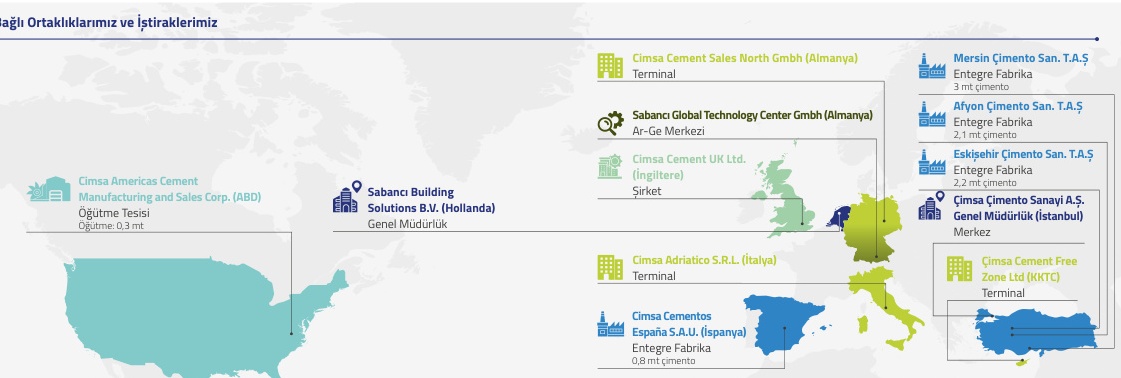 Bağlı Ortaklıklarımız ve İştiraklerimiz
Cimsa Americas Cement
Manufacturing and Sales Corp. (ABD)
Öğütme Tesisi
Öğütme: 0,3 mt
Sabancı Building
Solutions B.V. (Hollanda)
Genel Müdürlük
Cimsa Cement Sales North Gmbh (Almanya)
Terminal
Sabancı Global Technology Center Gmbh (Almanya)
Ar-Ge Merkezi
Cimsa Cement UK Ltd.
(İngiltere)
Şirket
Cimsa Adriatico S.R.L. (İtalya)
Terminal
Cimsa Cementos
España S.A.U. (İspanya)
Entegre Fabrika
0,8 mt çimento
Mersin Çimento San. T.A.Ş
Entegre Fabrika
3 mt çimento
Afyon Çimento San. T.A.Ş
Entegre Fabrika
2,1 mt çimento
Eskişehir Çimento San. T.A.Ş
Entegre Fabrika
2,2 mt çimento
Çimsa Çimento Sanayi A.Ş.
Genel Müdürlük (İstanbul)
Merkez
Çimsa Cement Free
Zone Ltd (KKTC)
Terminal